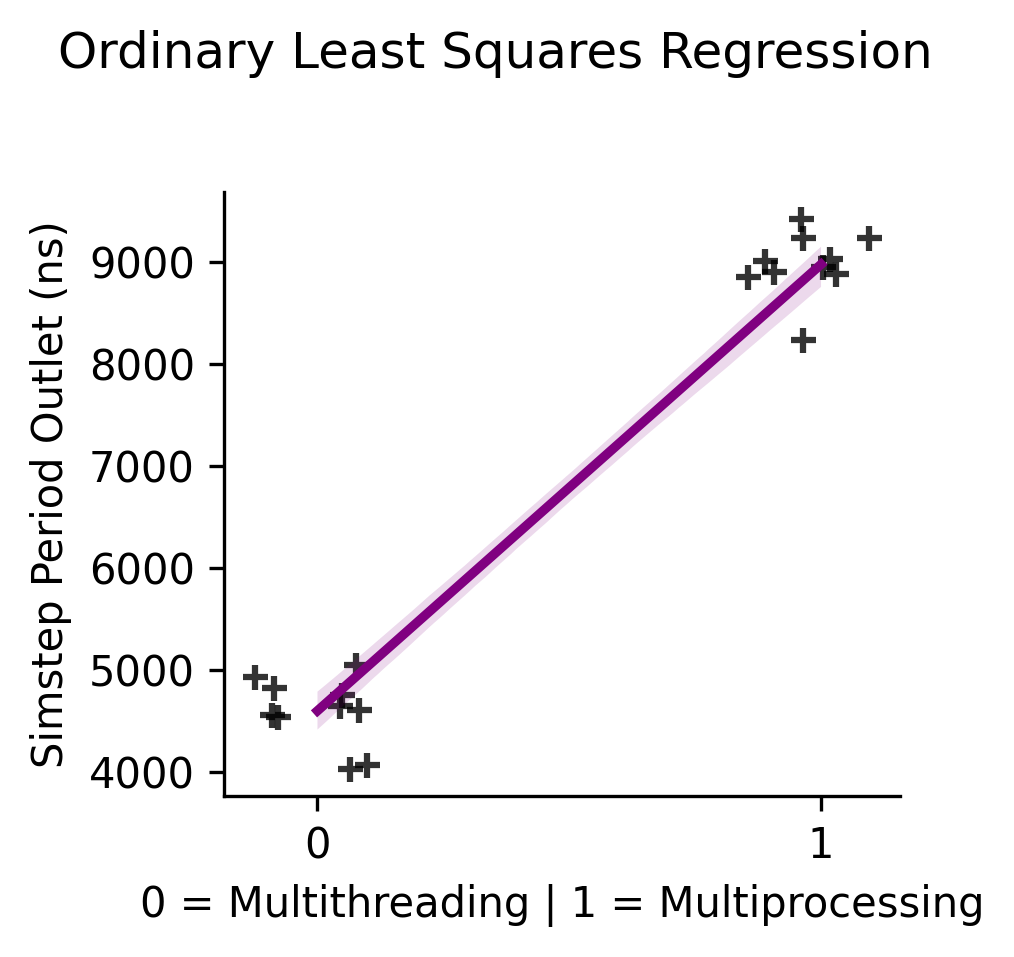 Ordinary Least Squares Regression
Simstep Period Outlet (ns)
9000
8000
7000
6000
5000
4000
0 1
0 = Multithreading | 1 = Multiprocessing